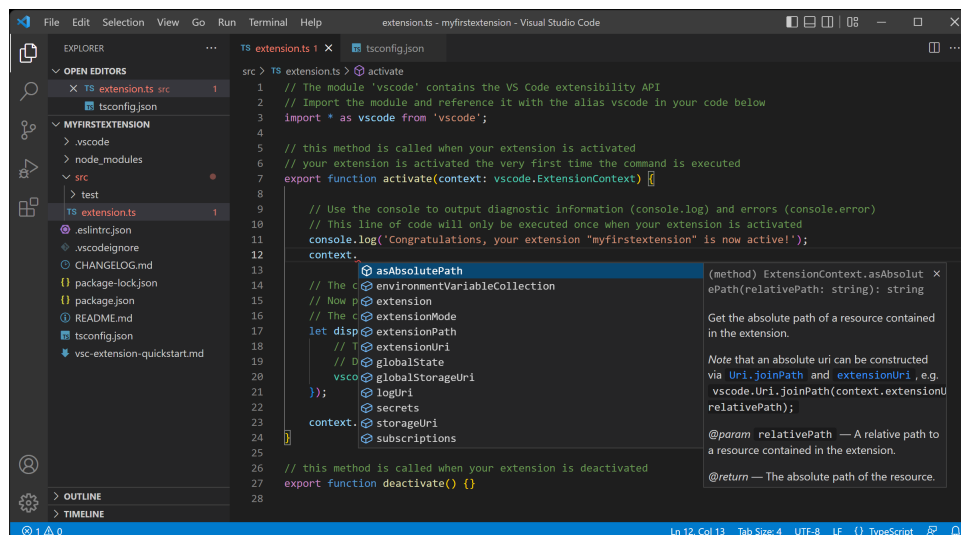 File Edit Selection View Go Run Terminal Help
extension.ts - myfirstextension - Visual Studio Code
EXPLORER
OPEN EDITORS
TS extension.ts src 1
tsconfig.json
MYFIRSTEXTENSION
.vscode
node_modules
src
test
TS extension.ts 1
.eslintrc.json
.vscodeignore
CHANGELOG.md
{} package-lock.json
{} package.json
README.md
tsconfig.json
vsc-extension-quickstart.md
OUTLINE
TIMELINE
TS extension.ts 1
tsconfig.json
src > TS extension.ts > activate
1 // The module 'vscode' contains the VS Code extensibility API
2 // Import the module and reference it with the alias vscode in your code below
3 import * as vscode from 'vscode';
4
5 // this method is called when your extension is activated
6 // your extension is activated the very first time the command is executed
7 export function activate(context: vscode.ExtensionContext) {
8
9 // Use the console to output diagnostic information (console.log) and errors (console.error)
10 // This line of code will only be executed once when your extension is activated
11 console.log('Congratulations, your extension "myfirstextension" is now active!');
12 context.
13
14 // The c
15 // Now p
16 // The c
17 let disp
18 // T
19 // D
20 vsco
21 });
22
23 context.
24 }
25
26 // this method is called when your extension is deactivated
27 export function deactivate() {}
28
asAbsolutePath
environmentVariableCollection
extension
extensionMode
extensionPath
extensionUri
globalState
globalStorageUri
logUri
secrets
storageUri
subscriptions
(method) ExtensionContext.asAbsolut
ePath(relativePath: string): string
Get the absolute path of a resource contained
in the extension.
Note that an absolute uri can be constructed
via Uri.joinPath and extensionUri, e.g.
vscode.Uri.joinPath(context.extensionU
relativePath);
@param relativePath — A relative path to
a resource contained in the extension.
@return — The absolute path of the resource.
1 0
Ln 12, Col 13 Tab Size: 4 UTF-8 LF {} TypeScript